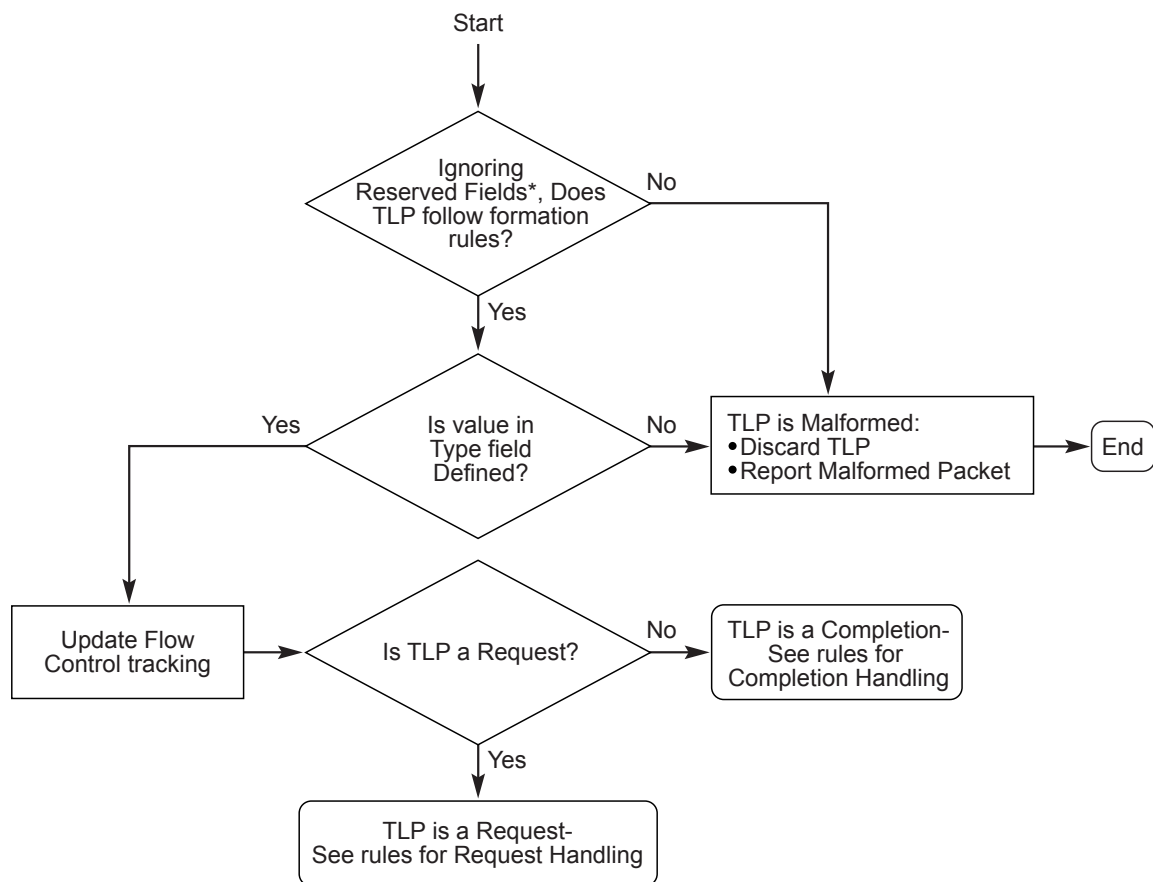 Start
Ignoring
Reserved Fields*, Does
TLP follow formation
rules?
No
Yes
Is value in
Type field
Defined?
Yes
No
TLP is Malformed:
•Discard TLP
•Report Malformed Packet
End
Update Flow
Control tracking
Is TLP a Request?
No
TLP is a Completion-
See rules for
Completion Handling
Yes
TLP is a Request-
See rules for Request Handling